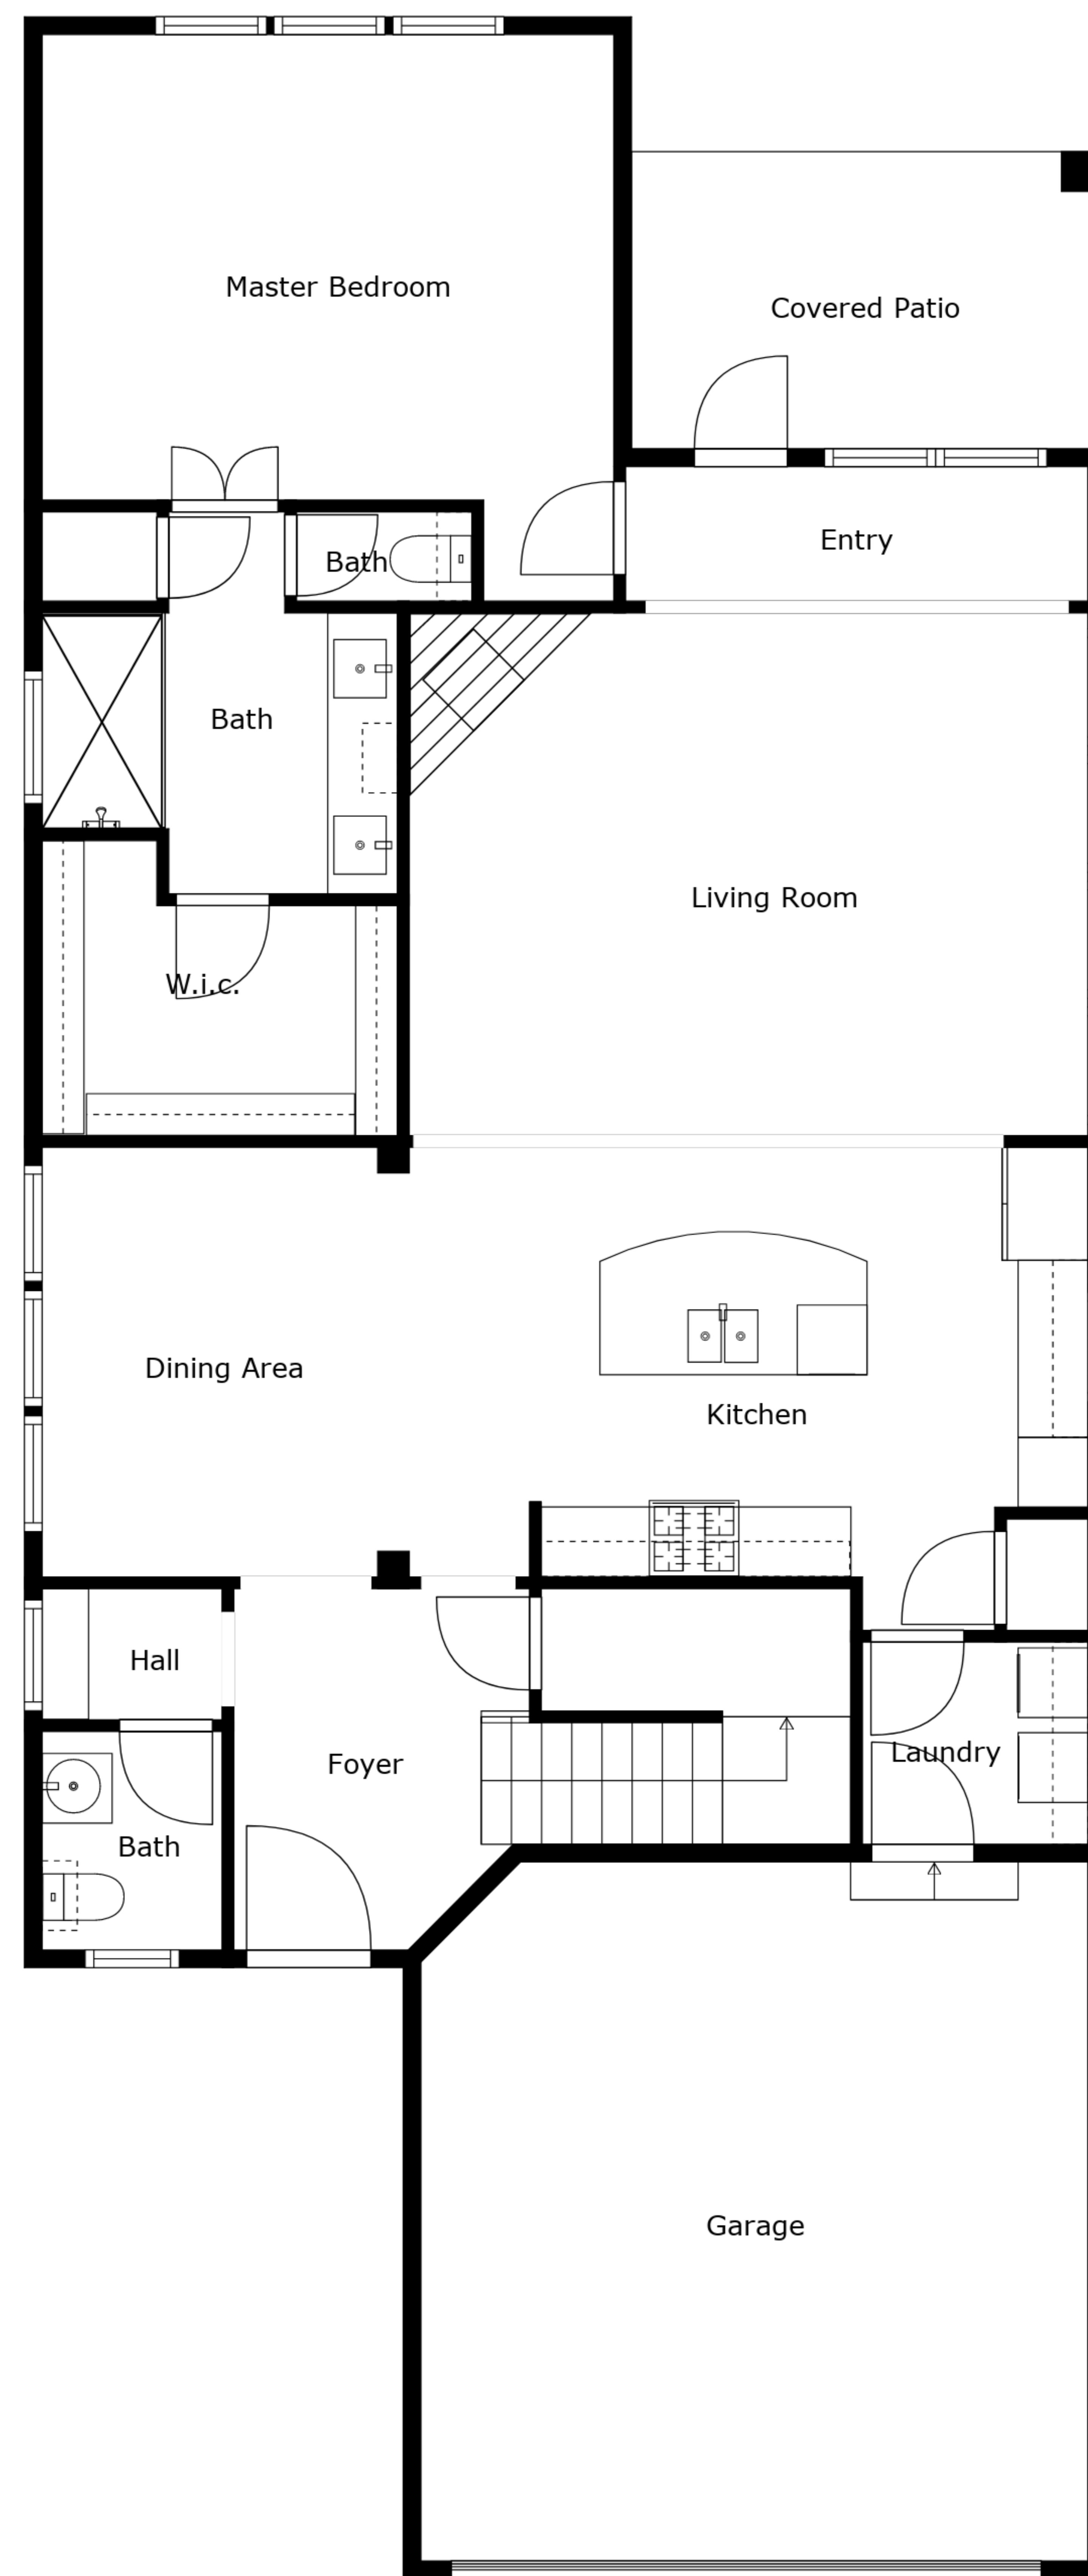 Master Bedroom
Covered Patio
Entry
Bath
Bath
Living Room
W.i.c.
Dining Area
Kitchen
Hall
Laundry
Foyer
Bath
Garage